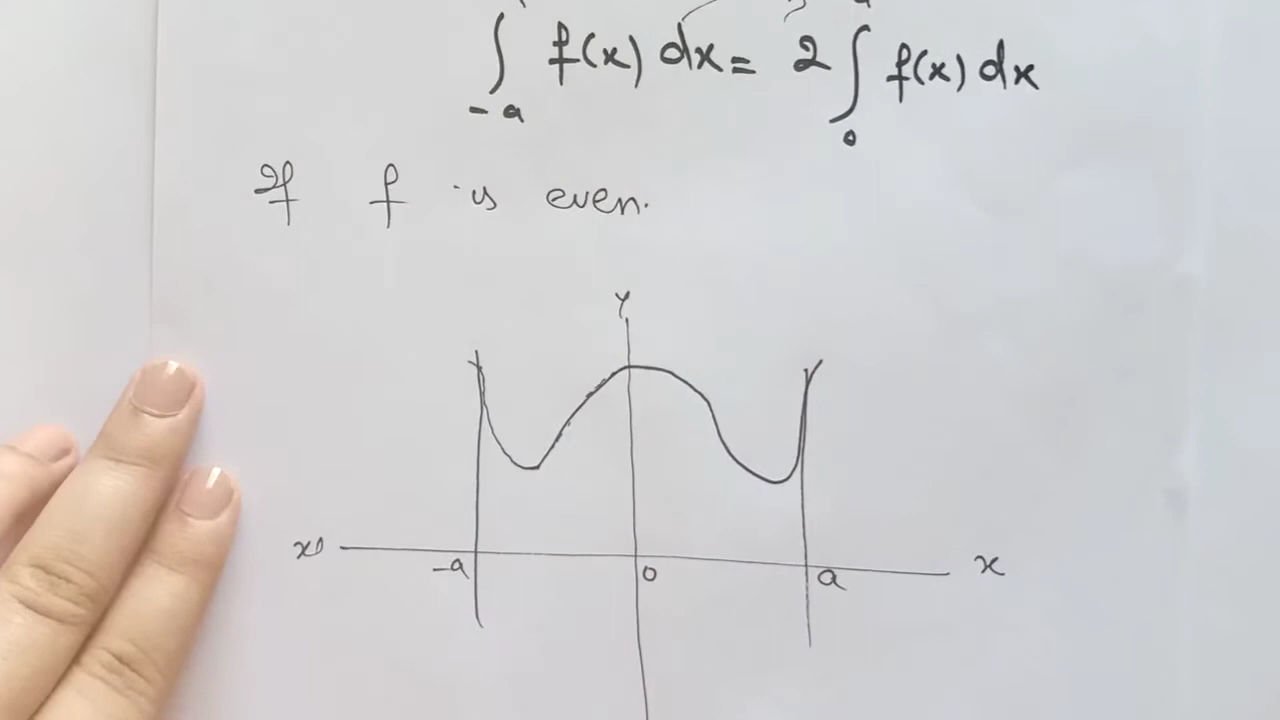 ∫ f(x) dx = 2 ∫ f(x) dx
-a 0
If f is even.
Y
x' -a 0 a x